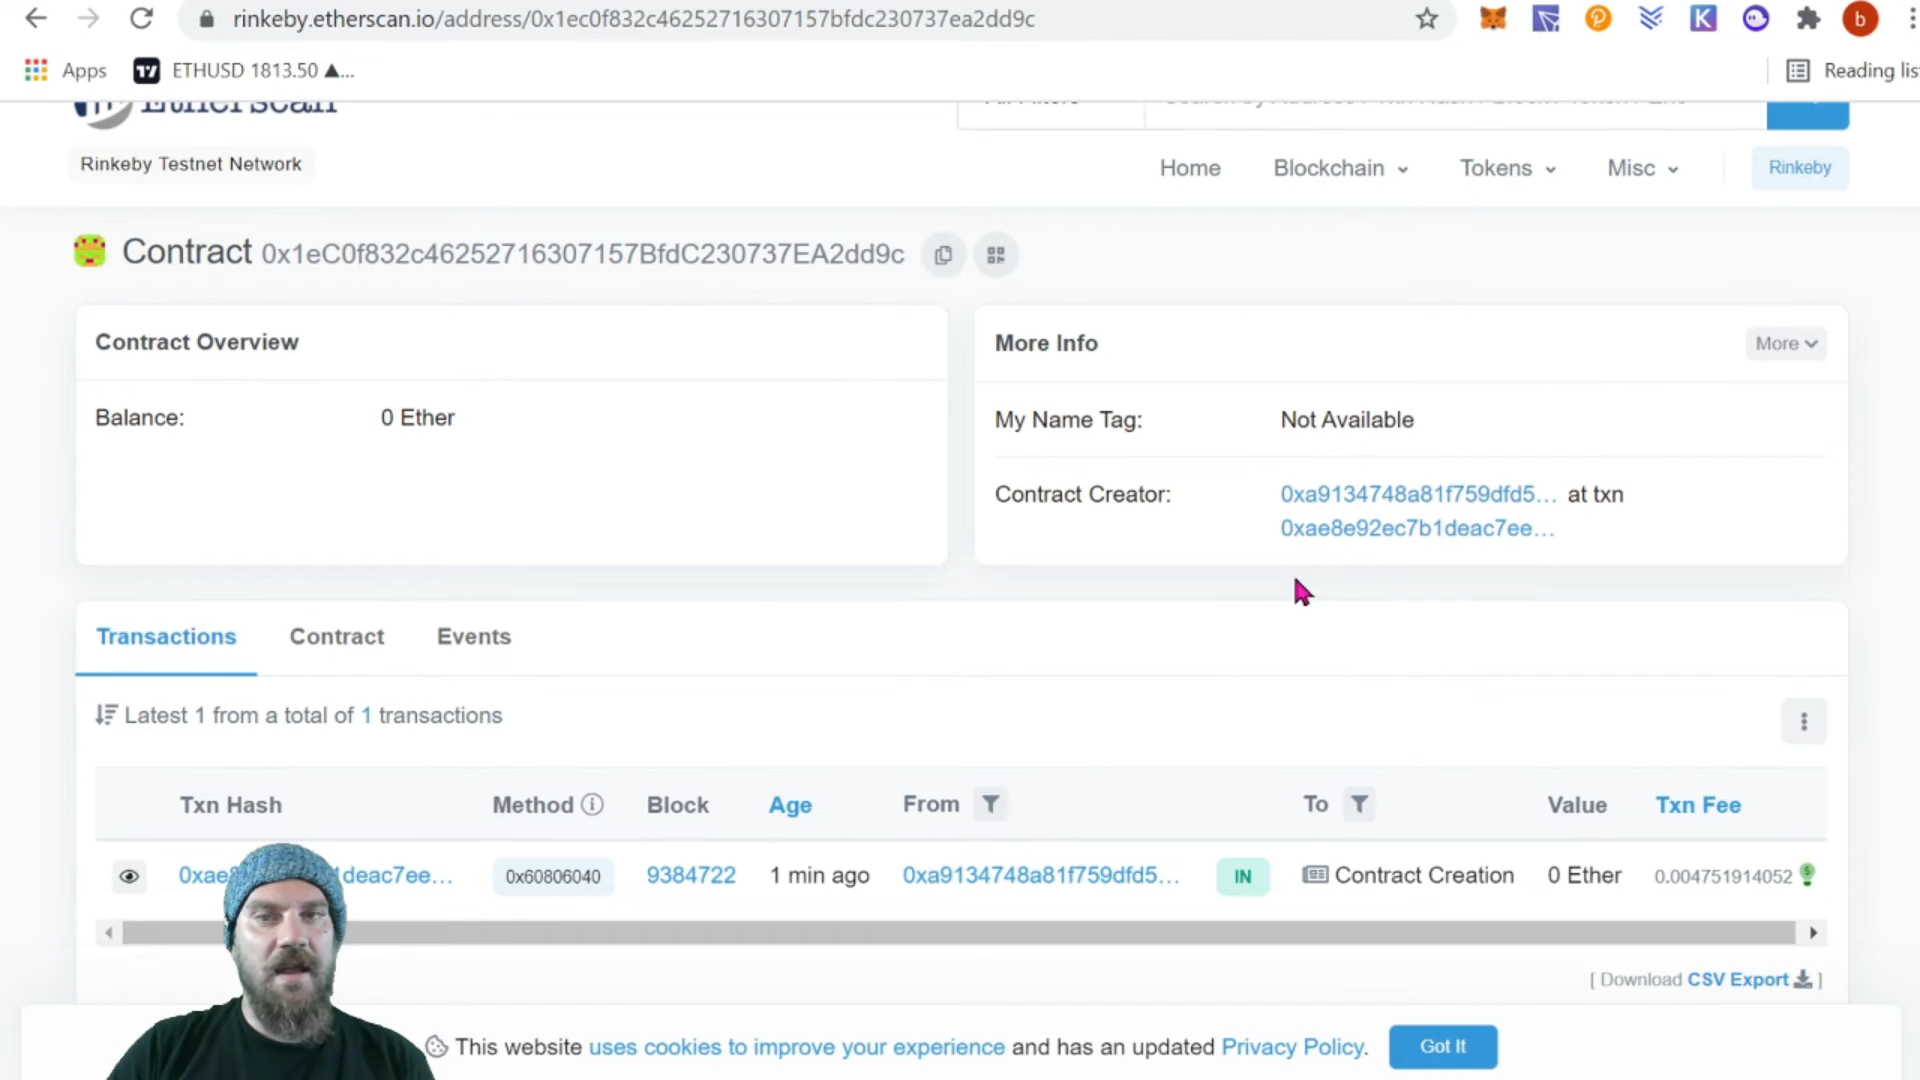 rinkeby.etherscan.io/address/0x1ec0f832c46252716307157bfdc230737ea2dd9c
b
Apps
ETHUSD 1813.50 ▲...
Reading lis
Etherscan
Rinkeby Testnet Network
Home
Blockchain
Tokens
Misc
Rinkeby
Contract 0x1eC0f832c46252716307157BfdC230737EA2dd9c
Contract Overview
Balance:
0 Ether
More Info
More
My Name Tag:
Not Available
Contract Creator:
0xa9134748a81f759dfd5... at txn
0xae8e92ec7b1deac7ee...
Transactions
Contract
Events
Latest 1 from a total of 1 transactions
Txn Hash
Method
Block
Age
From
To
Value
Txn Fee
0xae
1deac7ee...
0x60806040
9384722
1 min ago
0xa9134748a81f759dfd5...
IN
Contract Creation
0 Ether
0.004751914052
[ Download CSV Export ]
This website uses cookies to improve your experience and has an updated Privacy Policy.
Got It